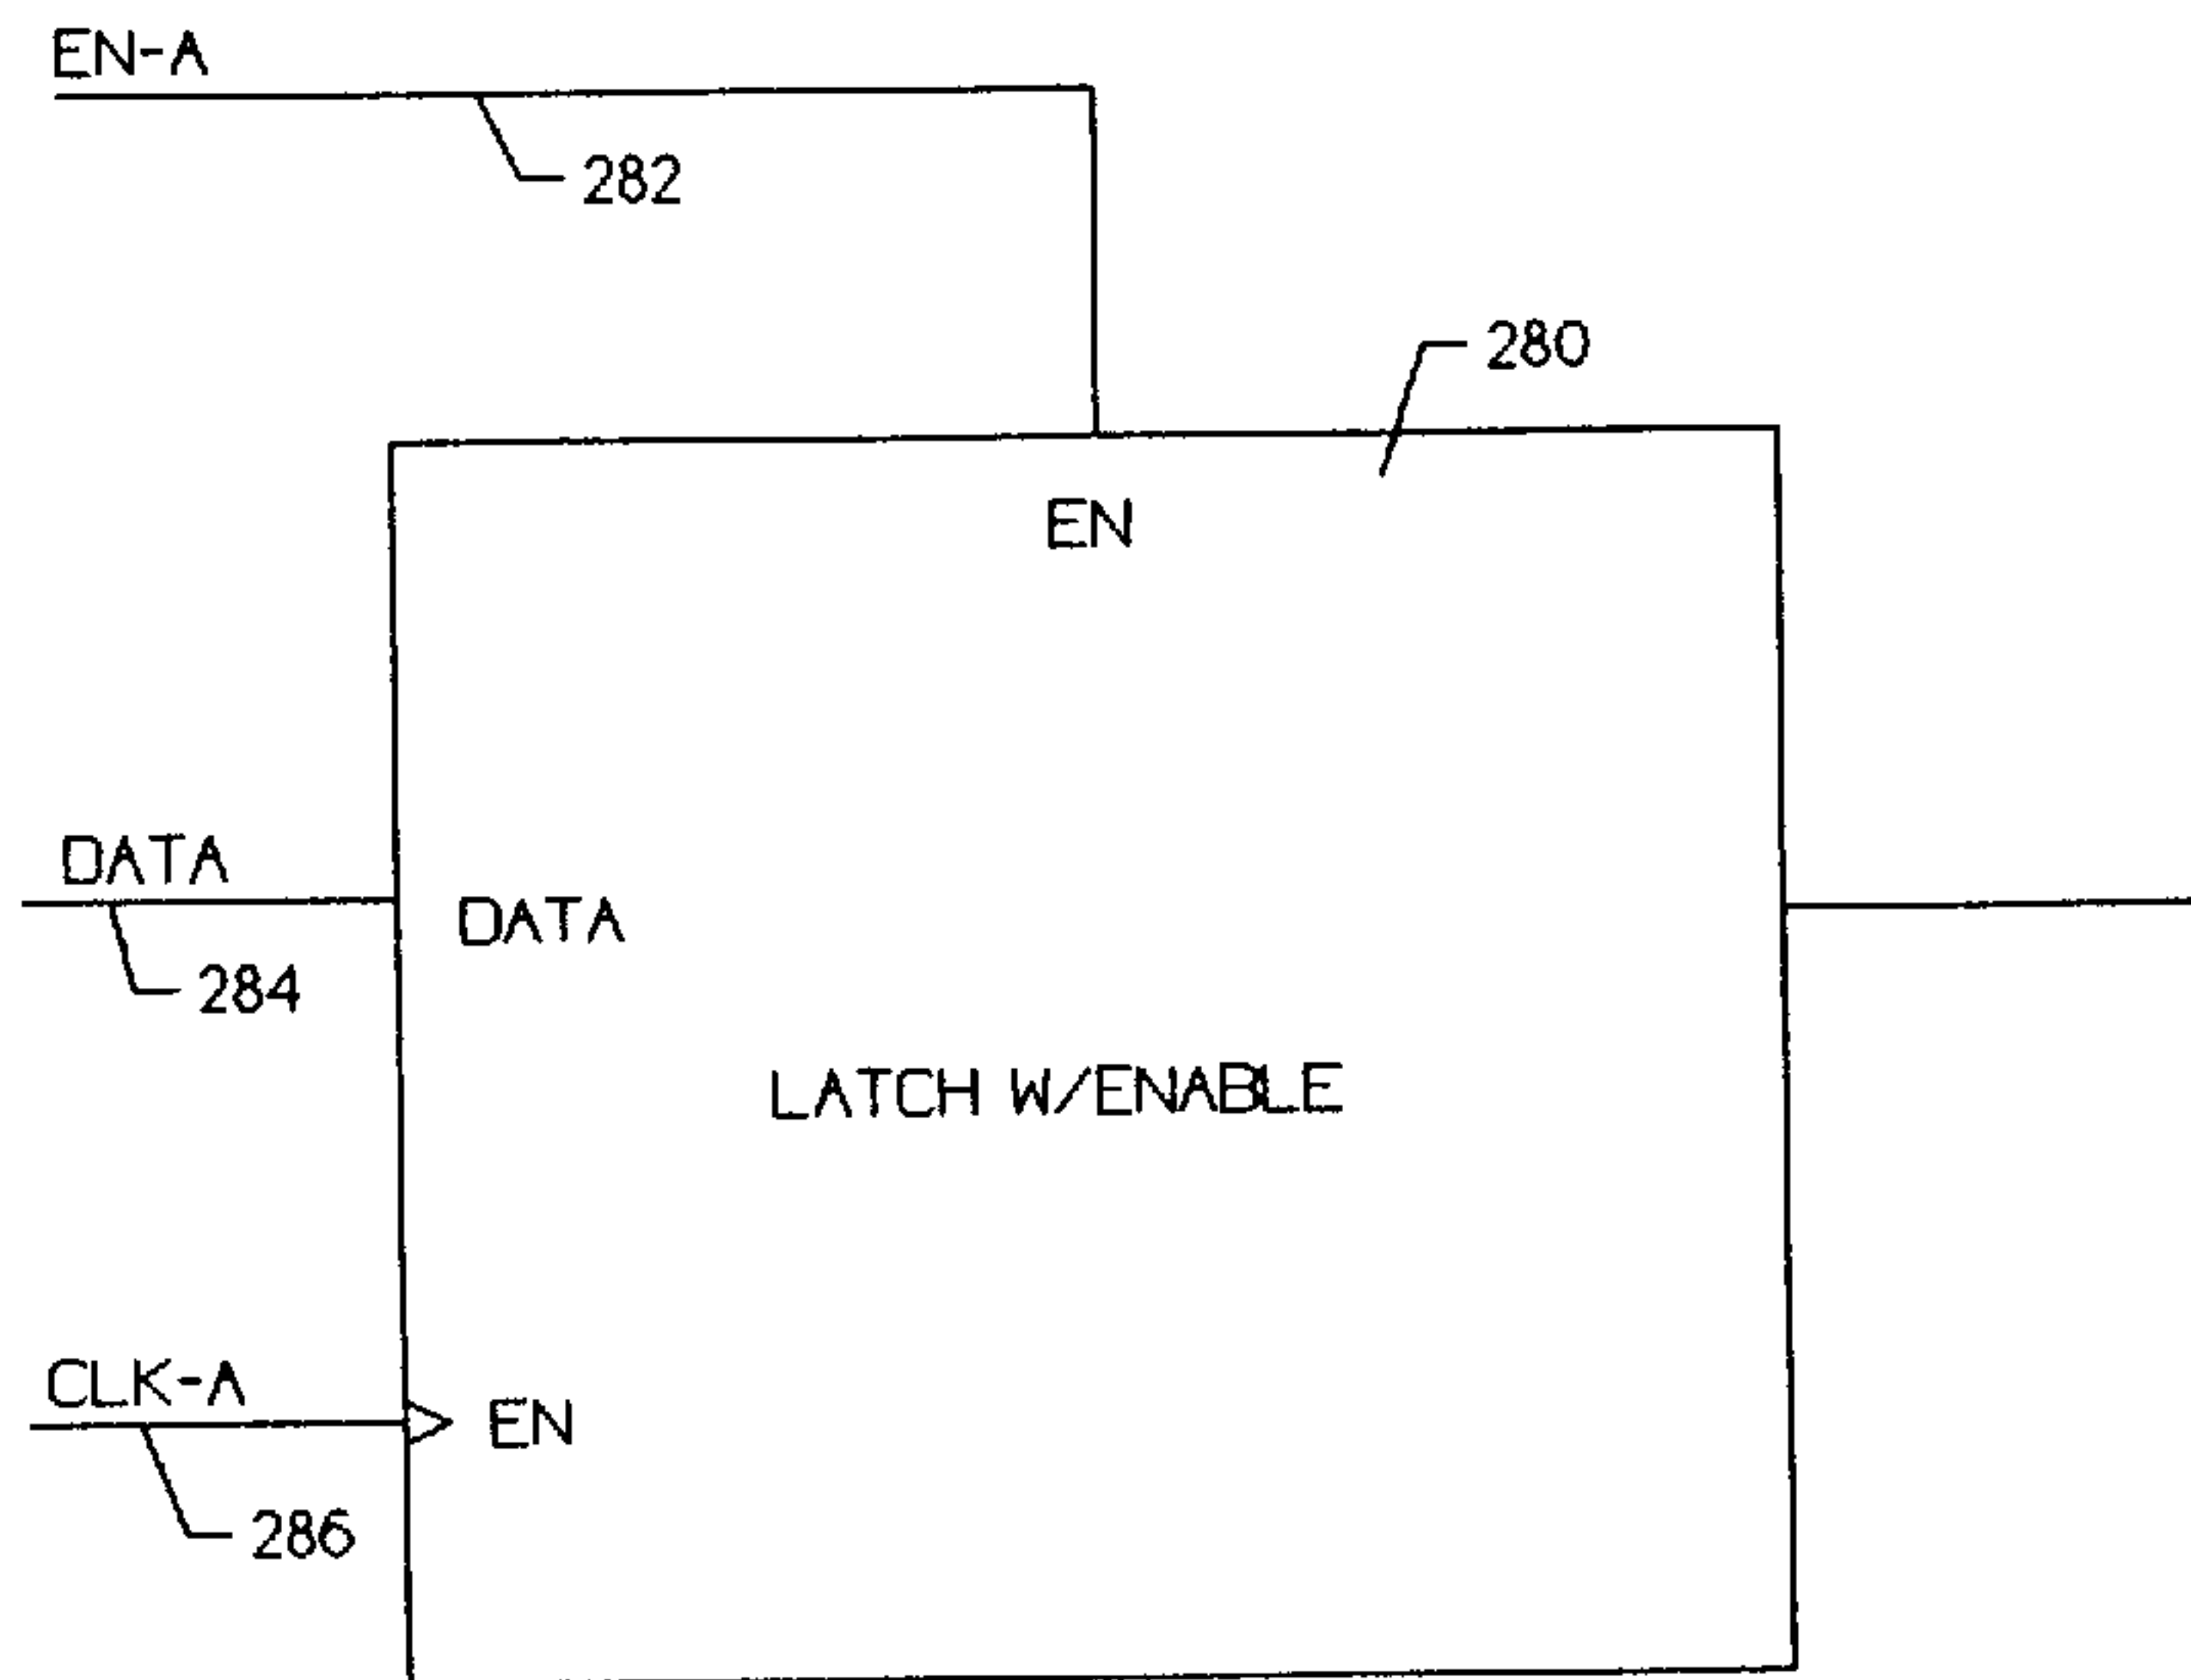 EN-A
282
280
EN
DATA
DATA
284
LATCH W/ENABLE
CLK-A
EN
286